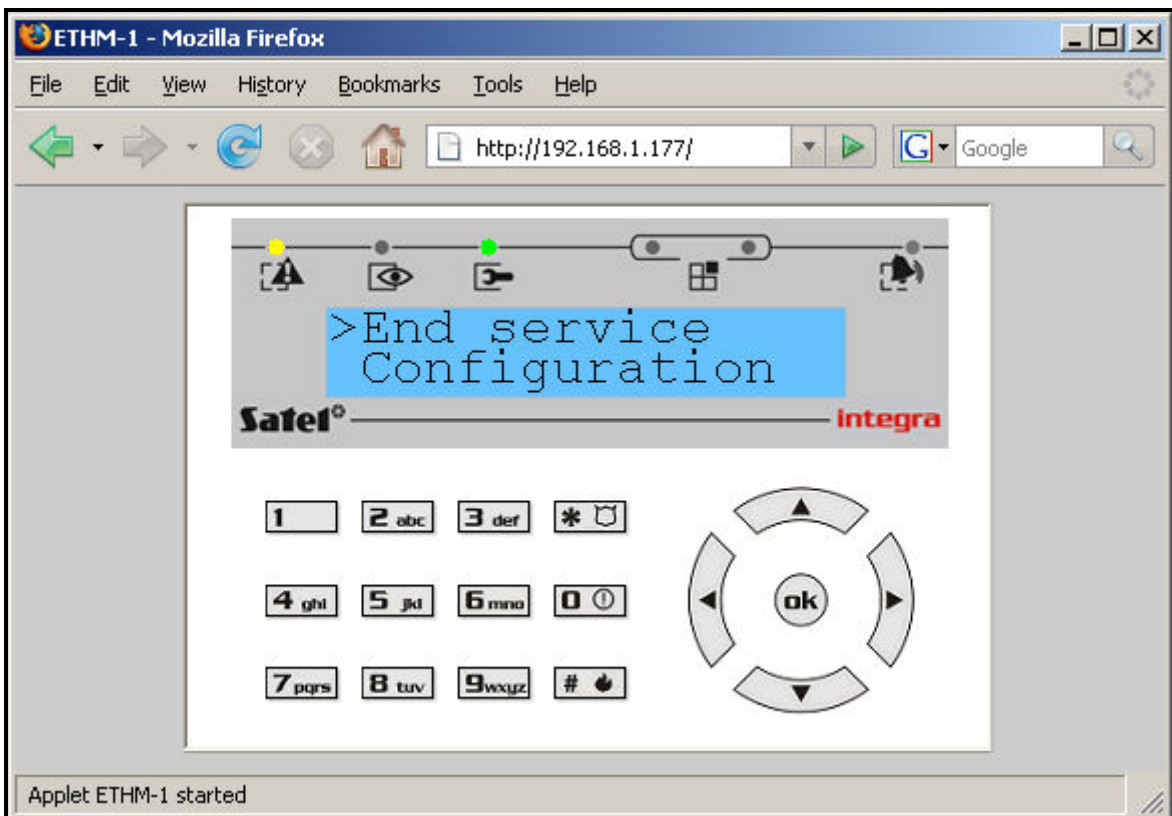 ETHM-1 - Mozilla Firefox
File Edit View History Bookmarks Tools Help
http://192.168.1.177/ G Google
>End service
Configuration
Satel integra
1 2 abc 3 def *
4 ghi 5 jkl 6 mno 0
ok
7 pqrs 8 tuv 9 wxyz #
Applet ETHM-1 started